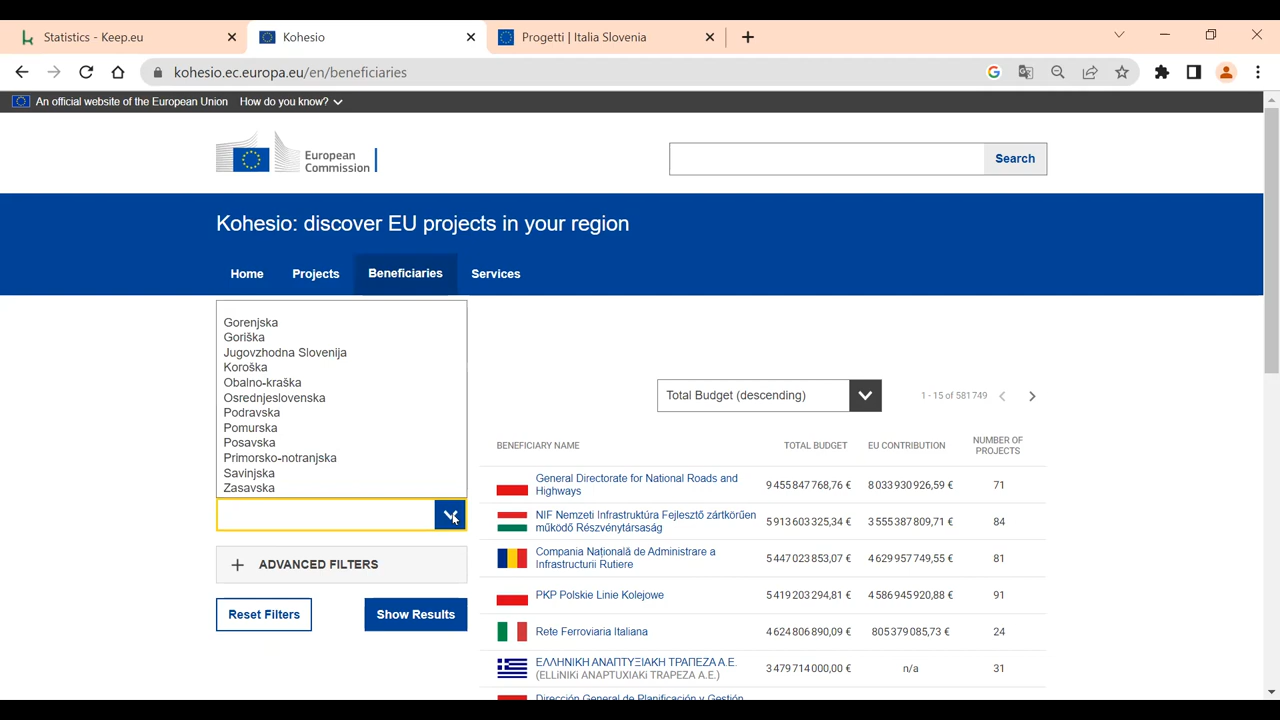 Statistics - Keep.eu
Kohesio
Progetti | Italia Slovenia
kohesio.ec.europa.eu/en/beneficiaries
An official website of the European Union How do you know?
European
Commission
Search
Kohesio: discover EU projects in your region
Home Projects Beneficiaries Services
Gorenjska
Goriška
Jugovzhodna Slovenija
Koroška
Obalno-kraška
Osrednjeslovenska
Podravska
Pomurska
Posavska
Primorsko-notranjska
Savinjska
Zasavska
+ ADVANCED FILTERS
Reset Filters Show Results
Total Budget (descending)
1 - 15 of 581 749
BENEFICIARY NAME TOTAL BUDGET EU CONTRIBUTION NUMBER OF
PROJECTS
General Directorate for National Roads and
Highways
9 455 847 768,76 € 8 033 930 926,59 € 71
NIF Nemzeti Infrastruktúra Fejlesztő zártkörűen
működő Részvénytársaság
5 913 603 325,34 € 3 555 387 809,71 € 84
Compania Națională de Administrare a
Infrastructurii Rutiere
5 447 023 853,07 € 4 629 957 749,55 € 81
PKP Polskie Linie Kolejowe 5 419 203 294,81 € 4 586 945 920,88 € 91
Rete Ferroviaria Italiana 4 624 806 890,09 € 805 379 085,73 € 24
ΕΛΛΗΝΙΚΗ ΑΝΑΠΤΥΞΙΑΚΗ ΤΡΑΠΕΖΑ Α.Ε.
(ELLiNIKi ANAPTUXIAKi TRAPEZA A.E.)
3 479 714 000,00 € n/a 31
Dirección General de Planificación y Gestión